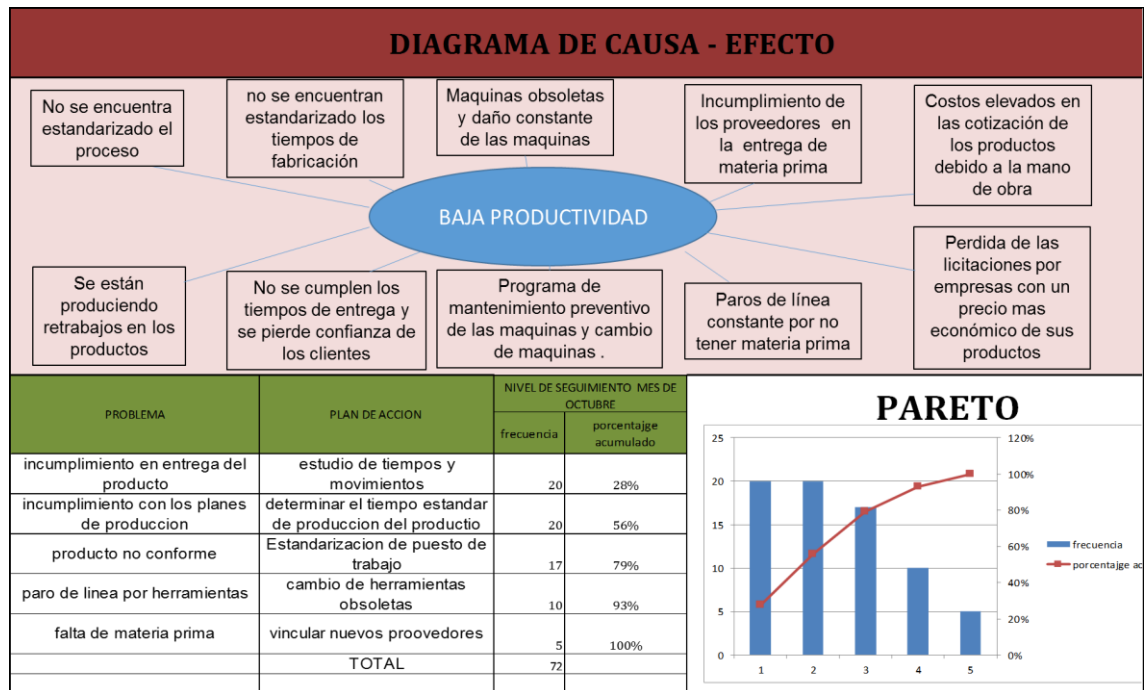 DIAGRAMA DE CAUSA - EFECTO
No se encuentra
estandarizado el
proceso
no se encuentran
estandarizado los
tiempos de
fabricación
Maquinas obsoletas
y daño constante
de las maquinas
Incumplimiento de
los proveedores en
la entrega de
materia prima
Costos elevados en
las cotización de
los productos
debido a la mano
de obra
BAJA PRODUCTIVIDAD
Se están
produciendo
retrabajos en los
productos
No se cumplen los
tiempos de entrega y
se pierde confianza de
los clientes
Programa de
mantenimiento preventivo
de las maquinas y cambio
de maquinas .
Paros de línea
constante por no
tener materia prima
Perdida de las
licitaciones por
empresas con un
precio mas
económico de sus
productos
PROBLEMA
PLAN DE ACCION
NIVEL DE SEGUIMIENTO MES DE
OCTUBRE
frecuencia
porcentajge
acumulado
incumplimiento en entrega del
producto
estudio de tiempos y
movimientos
20
28%
incumplimiento con los planes
de produccion
determinar el tiempo estandar
de produccion del productio
20
56%
producto no conforme
Estandarizacion de puesto de
trabajo
17
79%
paro de linea por herramientas
cambio de herramientas
obsoletas
10
93%
falta de materia prima
vincular nuevos proovedores
5
100%
TOTAL
72
PARETO
25
20
15
10
5
0
120%
100%
80%
60%
40%
20%
0%
1 2 3 4 5
frecuencia
porcentajge ac